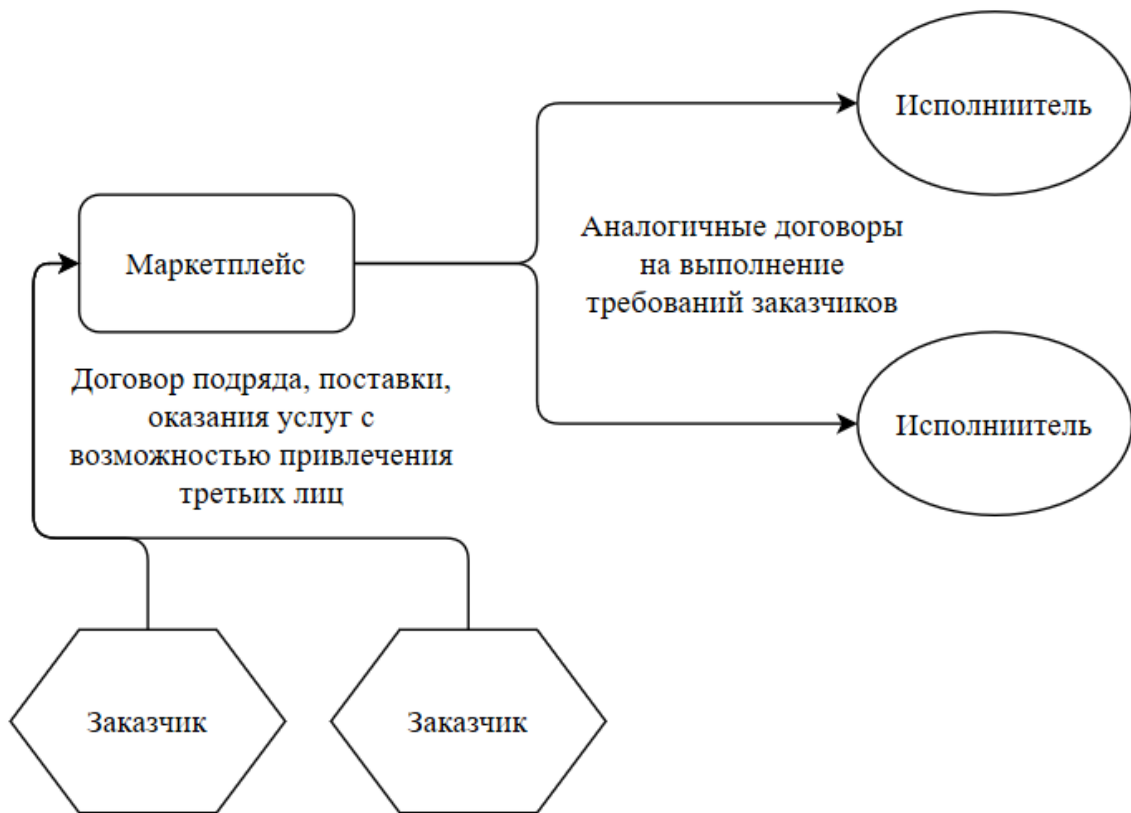 Исполниитель
Маркетплейс
Аналогичные договоры
на выполнение
требований заказчиков
Договор подряда, поставки,
оказания услуг с
возможностью привлечения
третьих лиц
Исполниитель
Заказчик
Заказчик